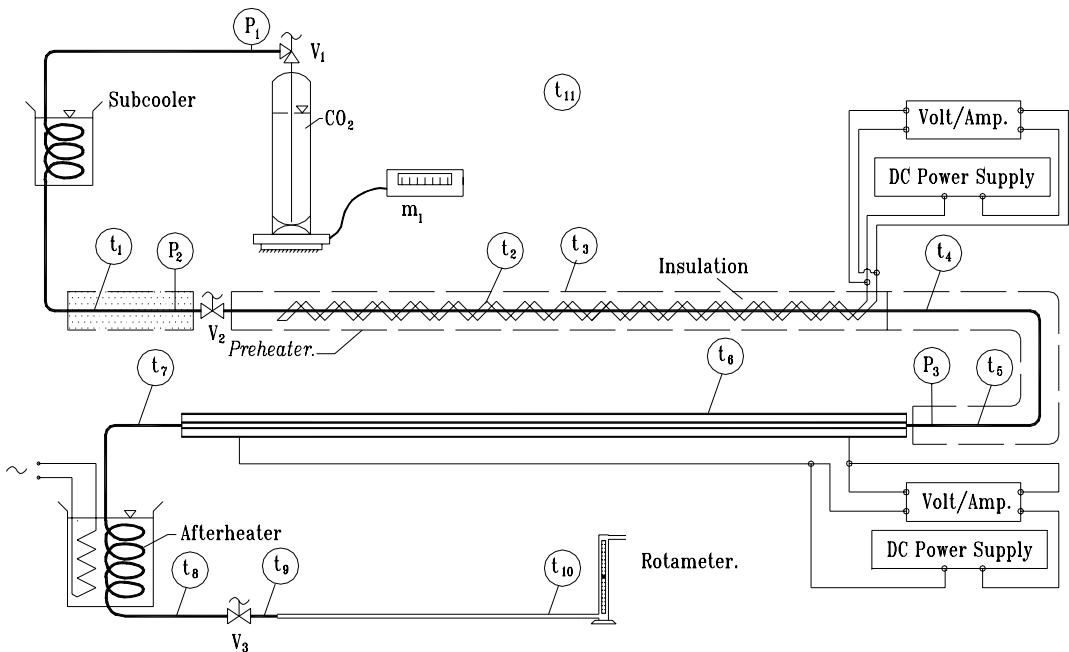 P₁
V₁
t₁₁
Subcooler
CO₂
Volt/Amp.
DC Power Supply
m₁
t₁
P₂
t₂
t₃
Insulation
t₄
V₂
Preheater.
t₇
t₆
P₃
t₅
Volt/Amp.
Afterheater
DC Power Supply
t₈
t₉
t₁₀
Rotameter.
V₃